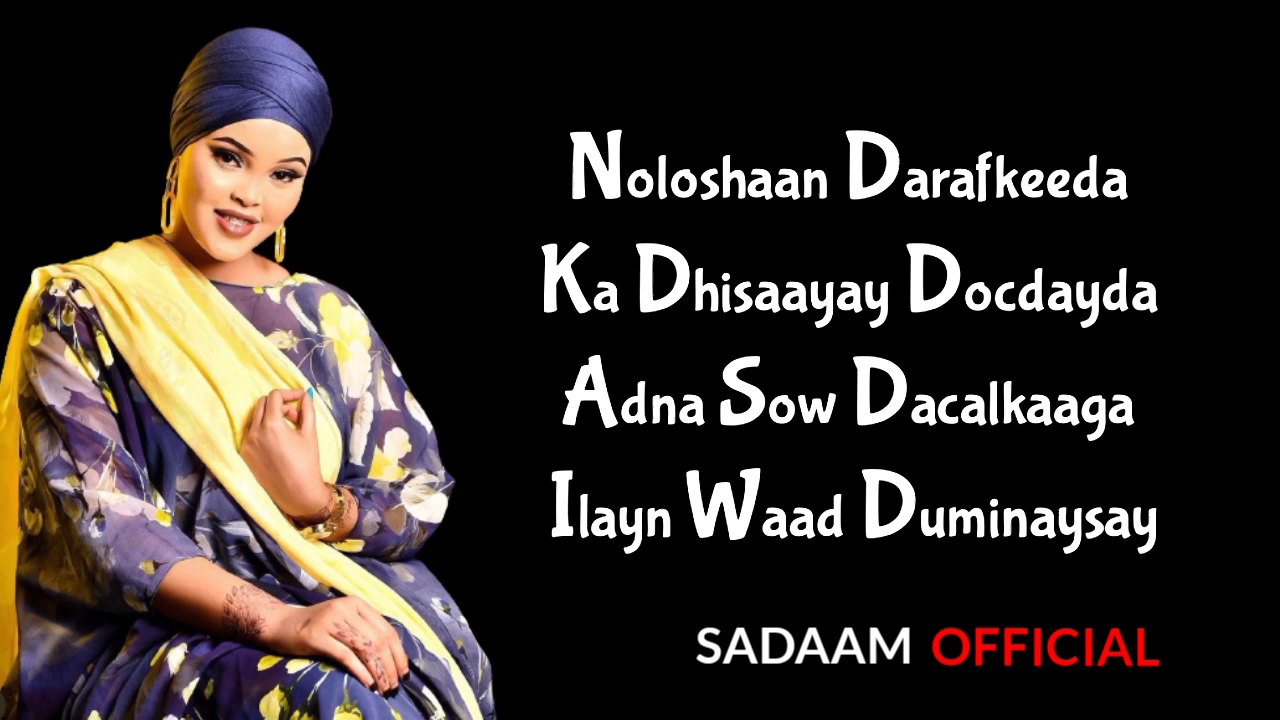 Noloshaan Darafkeeda
Ka Dhisaayay Docdayda
Adna Sow Dacalkaaga
Ilayn Waad Duminaysay
SADAAM OFFICIAL